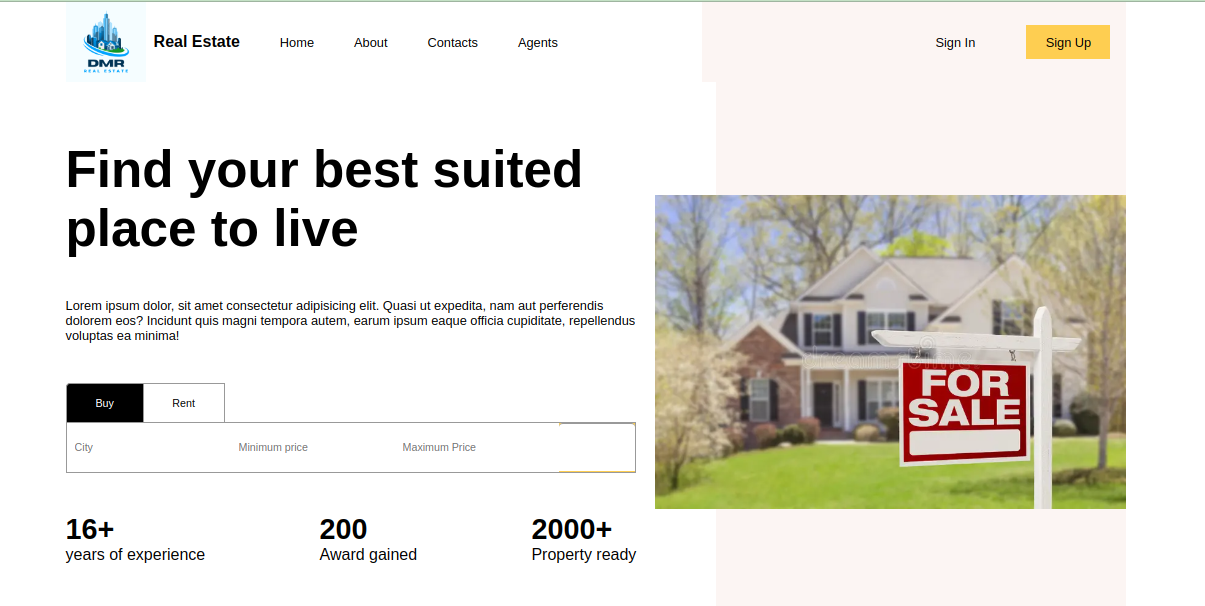 DMR
REAL ESTATE
Real Estate
Home
About
Contacts
Agents
Sign In
Sign Up
Find your best suited
place to live
Lorem ipsum dolor, sit amet consectetur adipisicing elit. Quasi ut expedita, nam aut perferendis
dolorem eos? Incidunt quis magni tempora autem, earum ipsum eaque officia cupiditate, repellendus
voluptas ea minima!
Buy
Rent
City
Minimum price
Maximum Price
FOR
SALE
16+
years of experience
200
Award gained
2000+
Property ready